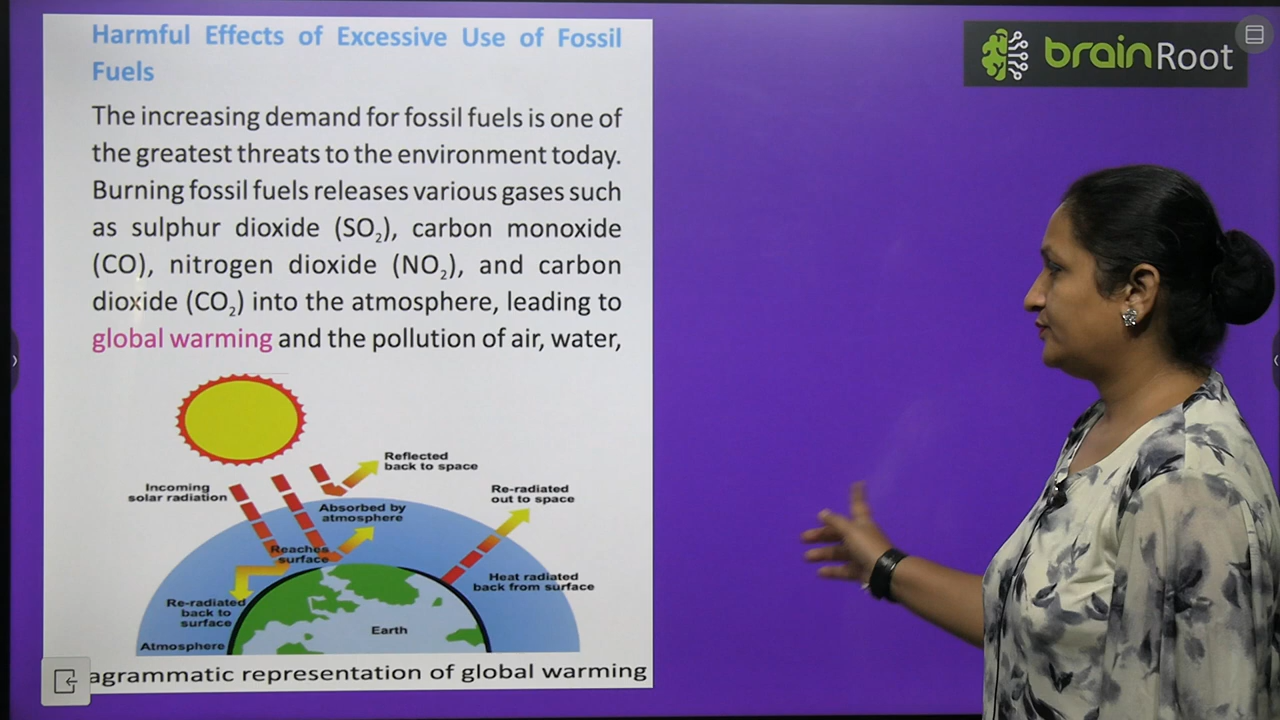 Harmful Effects of Excessive Use of Fossil
Fuels
The increasing demand for fossil fuels is one of
the greatest threats to the environment today.
Burning fossil fuels releases various gases such
as sulphur dioxide (SO₂), carbon monoxide
(CO), nitrogen dioxide (NO₂), and carbon
dioxide (CO₂) into the atmosphere, leading to
global warming and the pollution of air, water,
Reflected
back to space
Incoming
solar radiation
Re-radiated
out to space
Absorbed by
atmosphere
Reaches
surface
Heat radiated
back from surface
Re-radiated
back to
surface
Earth
Atmosphere
agrammatic representation of global warming
brainRoot